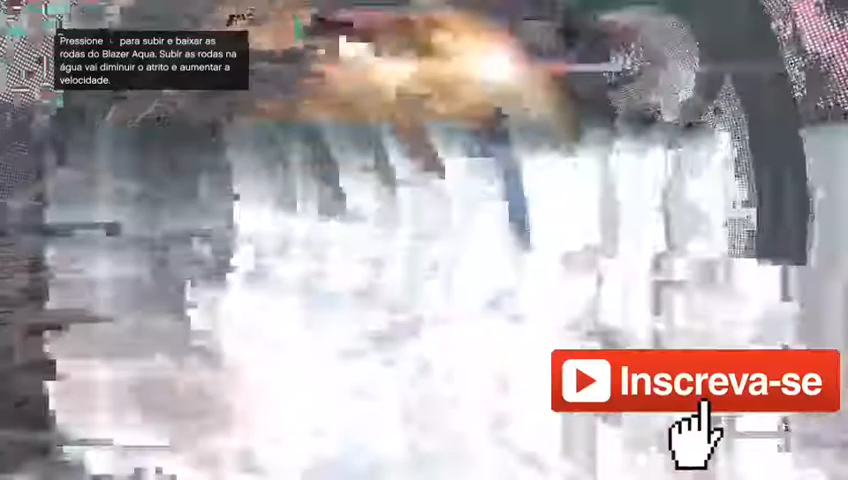 Pressione para subir e baixar as
rodas do Blazer Aqua. Subir as rodas na
água vai diminuir o atrito e aumentar a
velocidade.
Inscreva-se